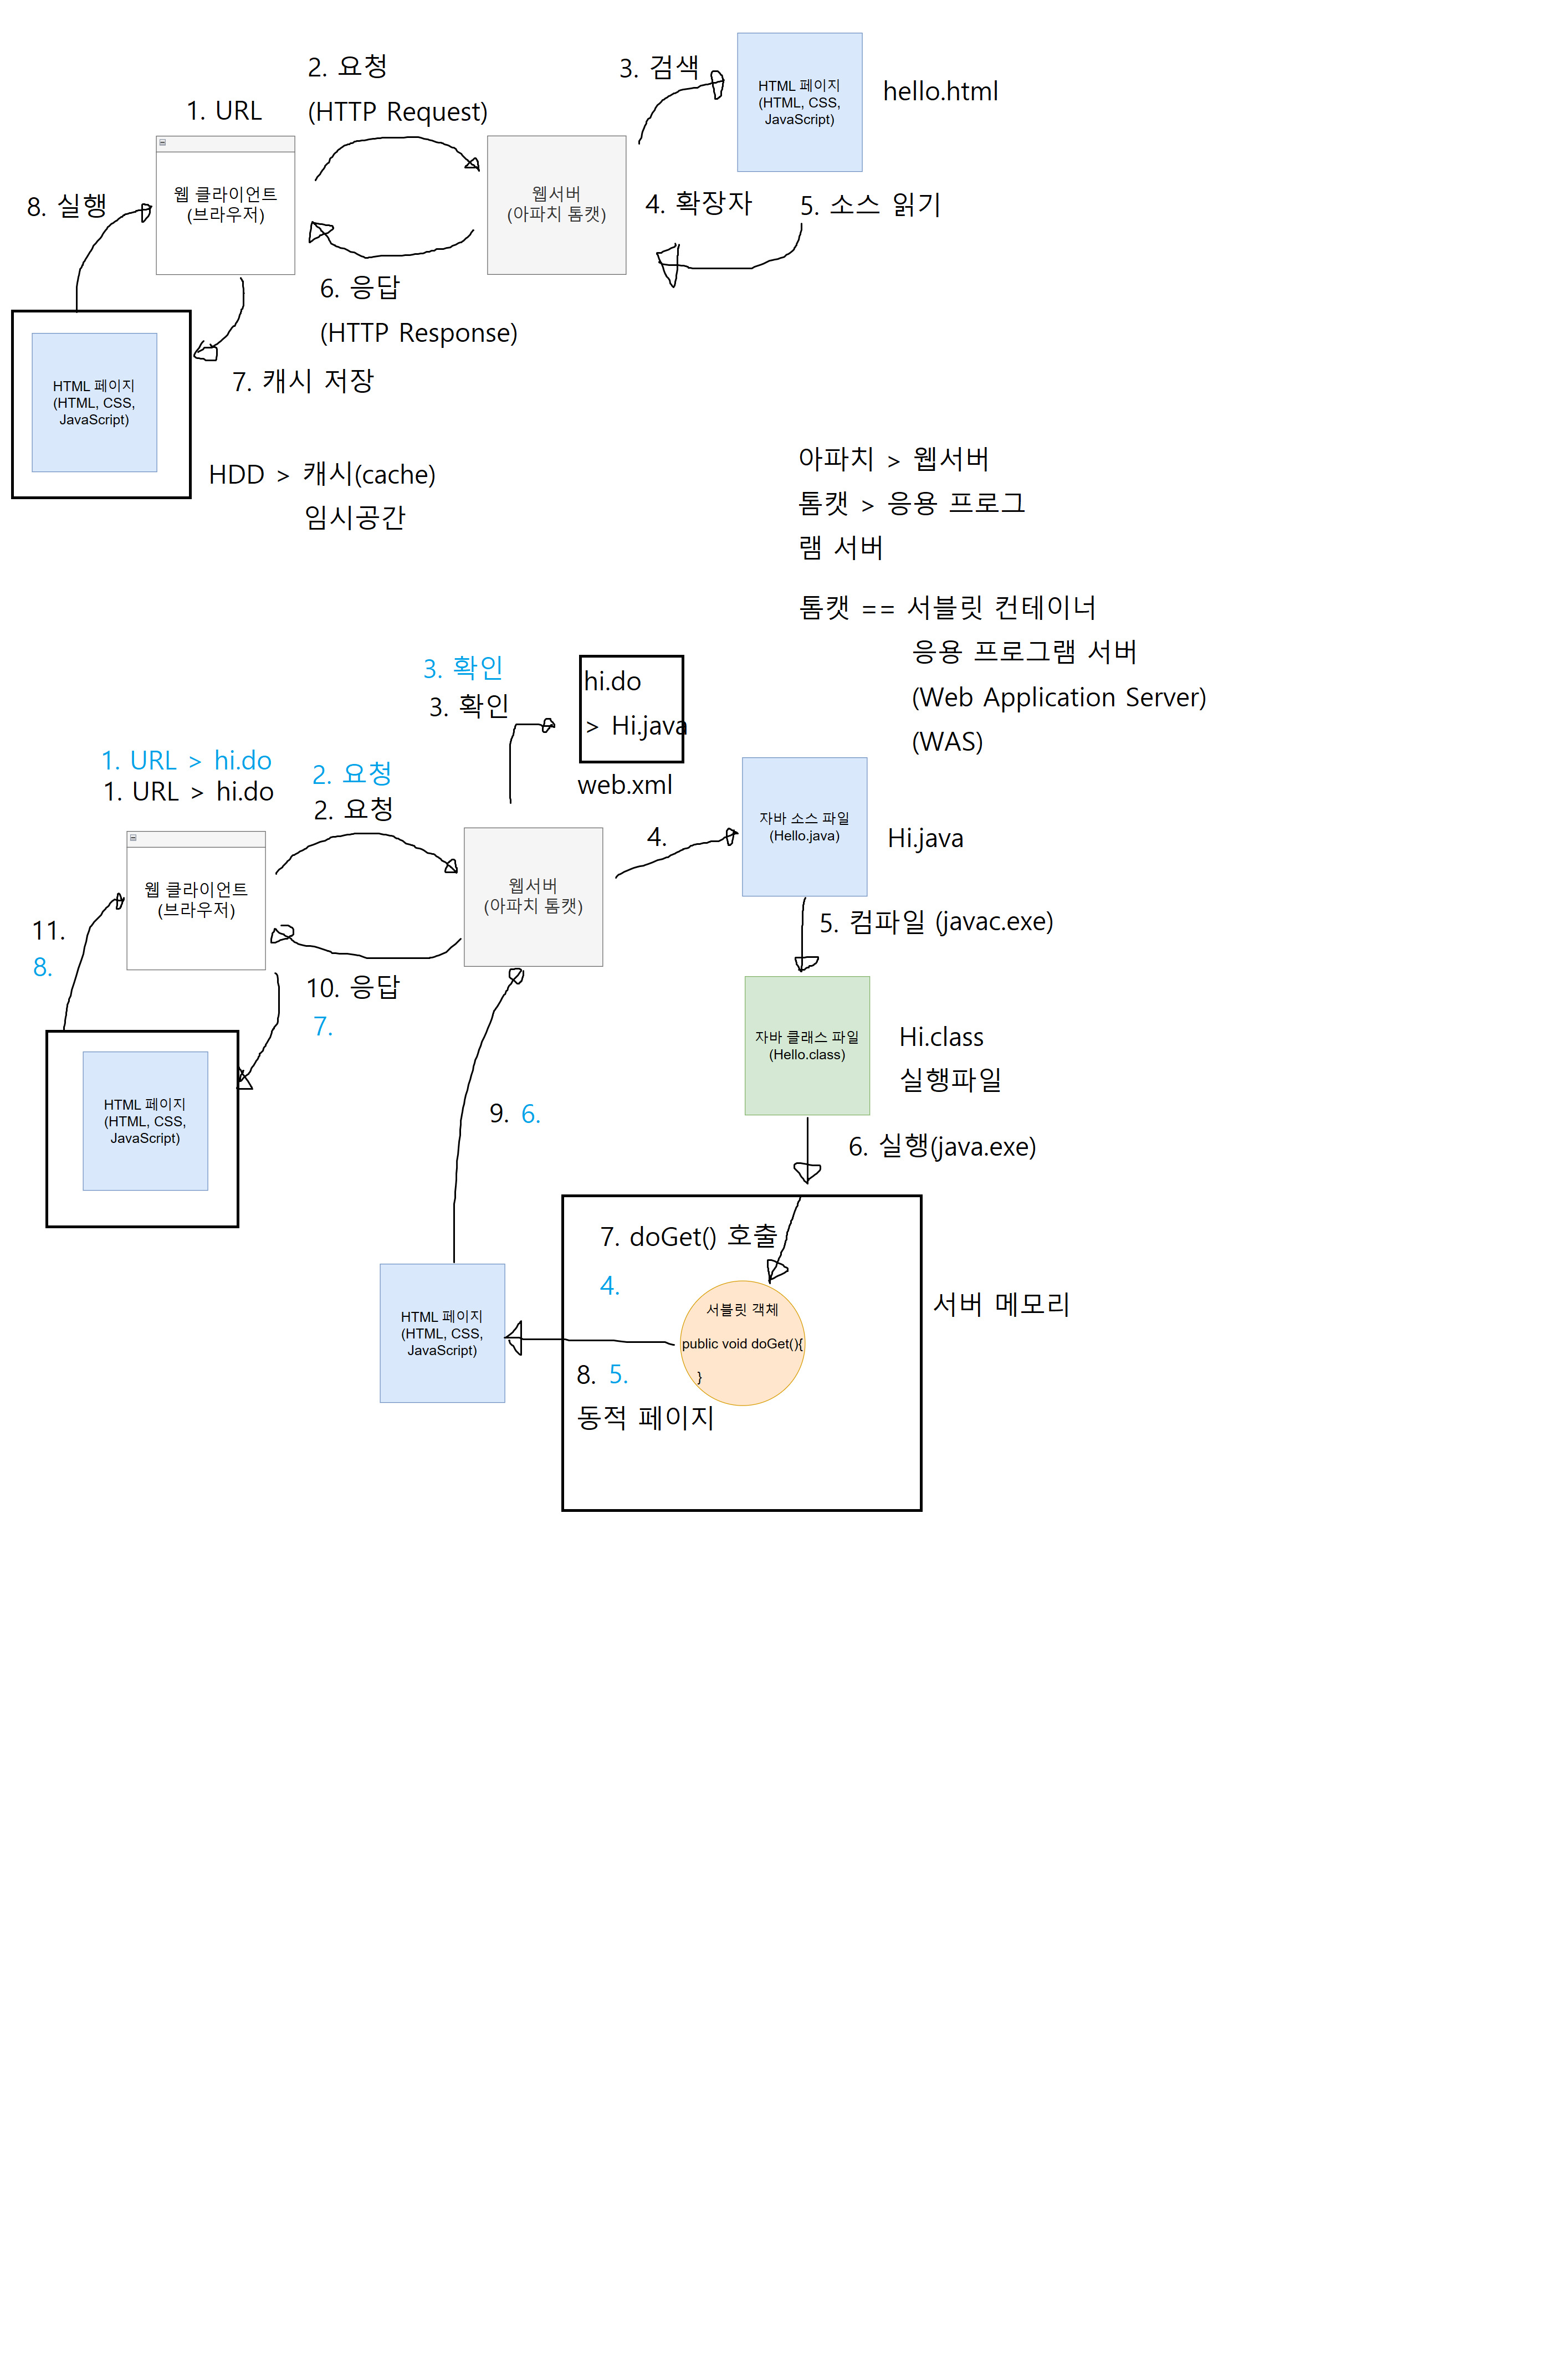 1. URL
2. 요청
(HTTP Request)
3. 검색
HTML 페이지
(HTML, CSS,
JavaScript)
hello.html
8. 실행
웹 클라이언트
(브라우저)
웹서버
(아파치 톰캣)
4. 확장자
5. 소스 읽기
6. 응답
(HTTP Response)
7. 캐시 저장
HTML 페이지
(HTML, CSS,
JavaScript)
HDD > 캐시(cache)
임시공간
아파치 > 웹서버
톰캣 > 응용 프로그
램 서버
톰캣 == 서블릿 컨테이너
응용 프로그램 서버
(Web Application Server)
(WAS)
3. 확인
3. 확인
hi.do
> Hi.java
web.xml
1. URL > hi.do
1. URL > hi.do
2. 요청
2. 요청
4.
자바 소스 파일
(Hello.java)
Hi.java
웹 클라이언트
(브라우저)
웹서버
(아파치 톰캣)
11.
8.
10. 응답
7.
5. 컴파일 (javac.exe)
자바 클래스 파일
(Hello.class)
Hi.class
실행파일
HTML 페이지
(HTML, CSS,
JavaScript)
9. 6.
6. 실행(java.exe)
7. doGet() 호출
4.
서블릿 객체
public void doGet(){
}
서버 메모리
HTML 페이지
(HTML, CSS,
JavaScript)
8. 5.
동적 페이지